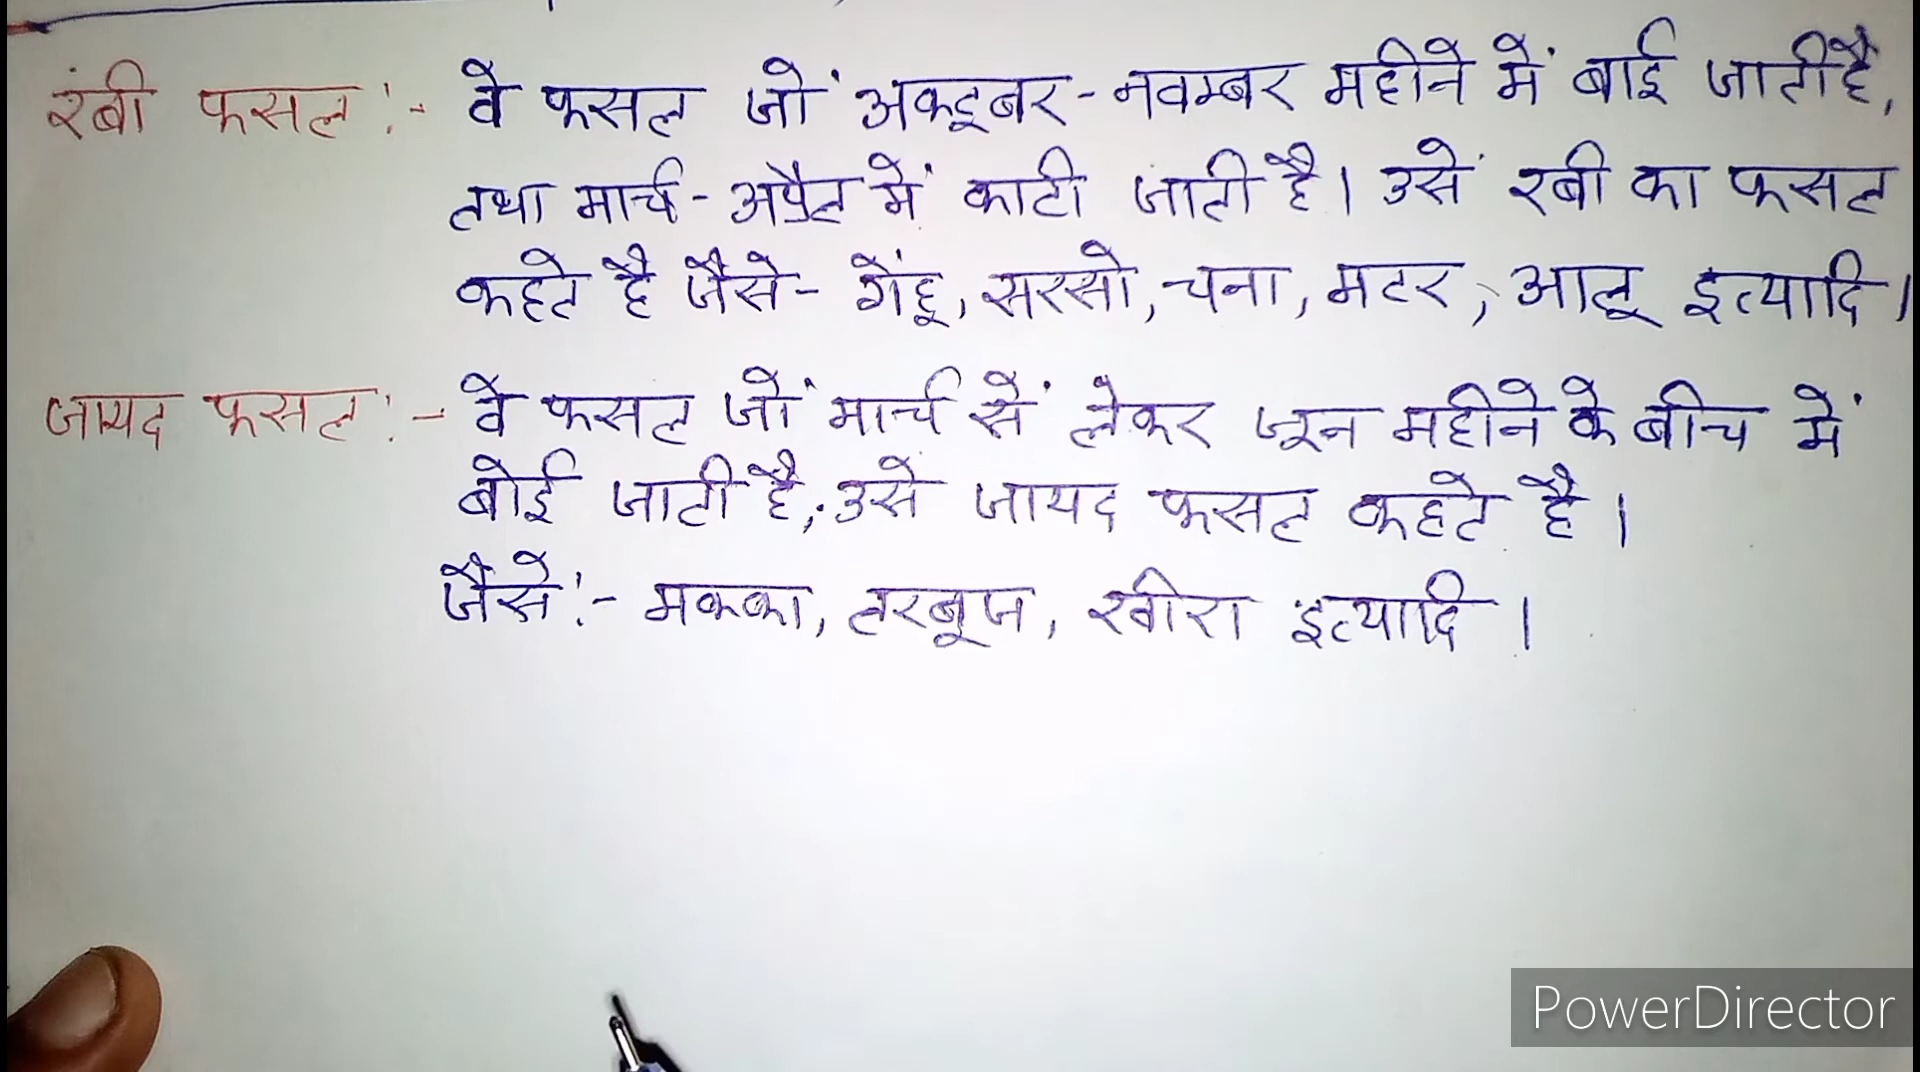 रंबी फसल :- वे फसल जों अक्टूबर-नवम्बर महीने में बाई जाती है,
तथा मार्च-अप्रैल में काटी जाती है। उसें रबी का फसल
कहते है जैसे- गेंहू, सरसो, चना, मटर, आलू इत्यादि।
जायद फसल :- वे फसल जों मार्च सें लेकर जून महीने के बीच में
बोई जाती है, उसे जायद फसल कहते है।
जैसे :- मक्का, तरबूज, खीरा इत्यादि।
PowerDirector